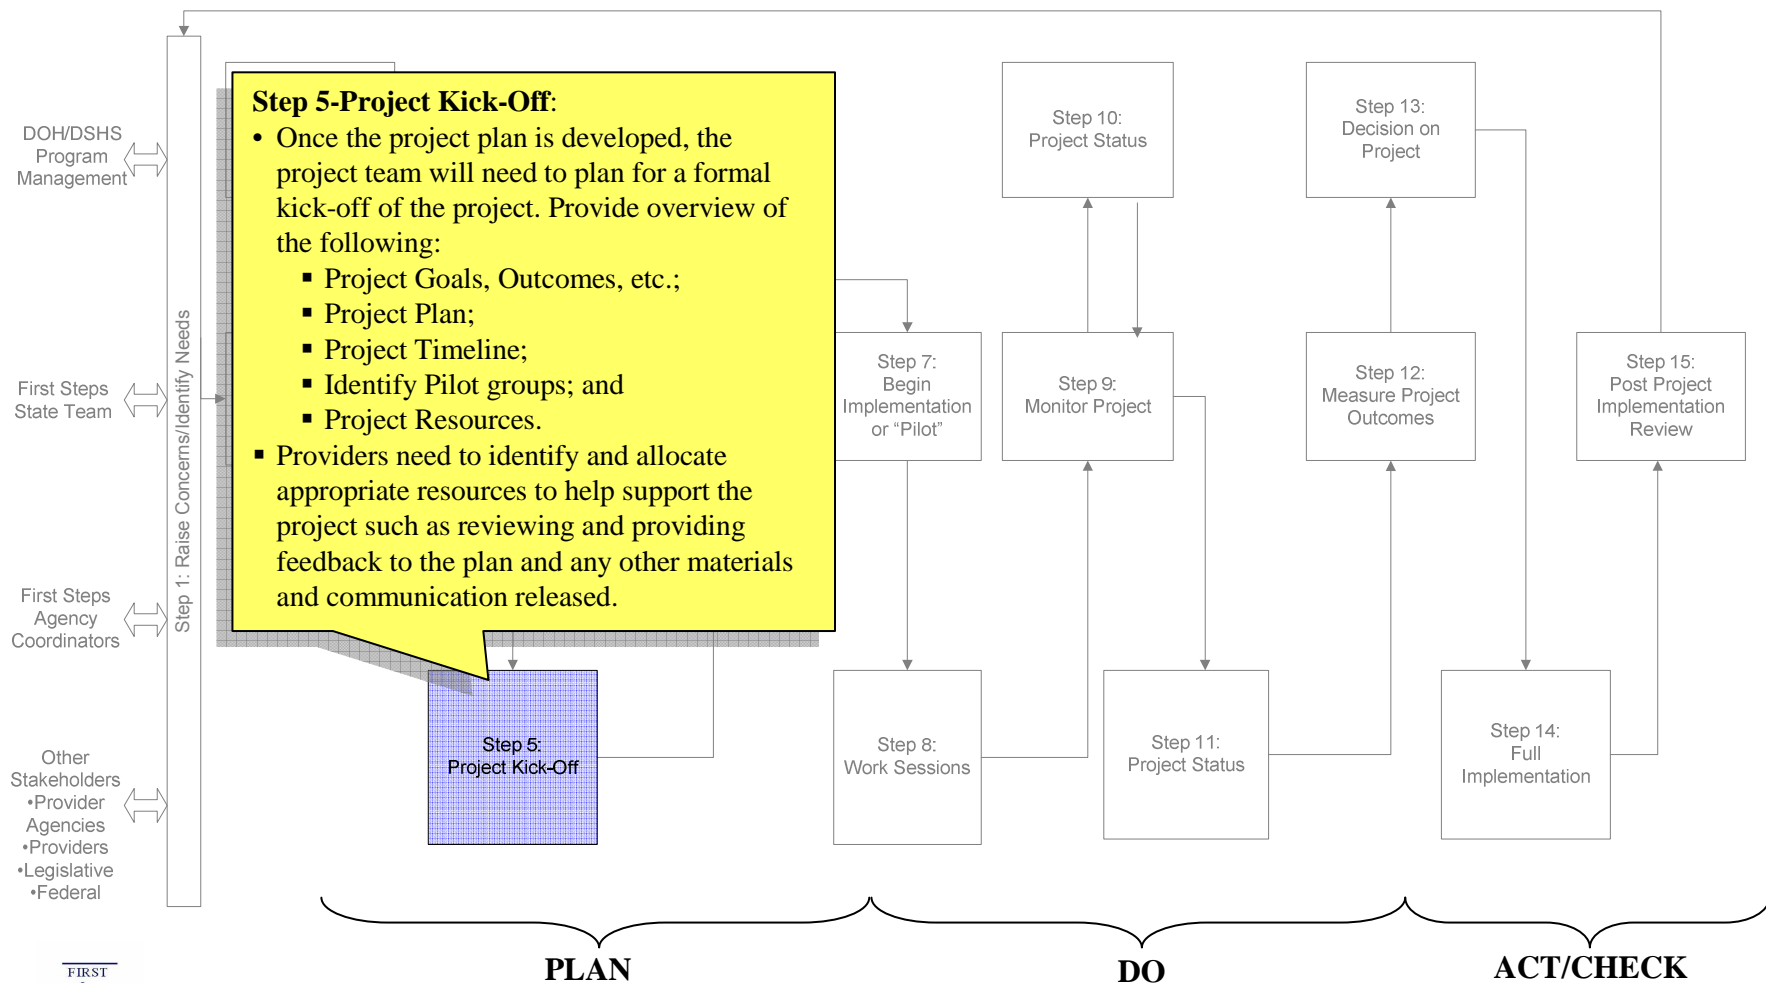 Step 5-Project Kick-Off:
• Once the project plan is developed, the
project team will need to plan for a formal
kick-off of the project. Provide overview of
the following:
▪ Project Goals, Outcomes, etc.;
▪ Project Plan;
▪ Project Timeline;
▪ Identify Pilot groups; and
▪ Project Resources.
▪ Providers need to identify and allocate
appropriate resources to help support the
project such as reviewing and providing
feedback to the plan and any other materials
and communication released.
DOH/DSHS
Program
Management
First Steps
State Team
First Steps
Agency
Coordinators
Other
Stakeholders
•Provider
Agencies
•Providers
•Legislative
•Federal
Step 1: Raise Concerns/Identify Needs
Step 5:
Project Kick-Off
Step 7:
Begin
Implementation
or “Pilot”
Step 8:
Work Sessions
Step 10:
Project Status
Step 9:
Monitor Project
Step 11:
Project Status
Step 13:
Decision on
Project
Step 12:
Measure Project
Outcomes
Step 14:
Full
Implementation
Step 15:
Post Project
Implementation
Review
PLAN
DO
ACT/CHECK
FIRST